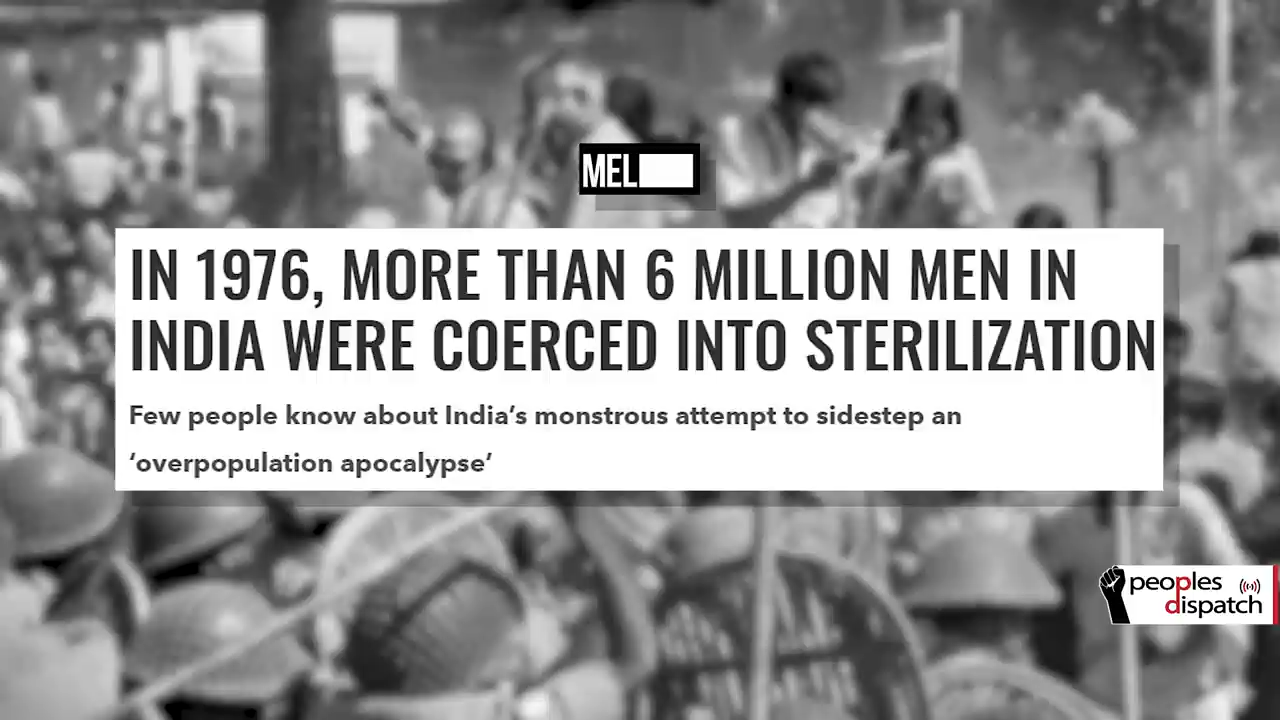 MEL
IN 1976, MORE THAN 6 MILLION MEN IN
INDIA WERE COERCED INTO STERILIZATION
Few people know about India's monstrous attempt to sidestep an
‘overpopulation apocalypse’
peoples
dispatch